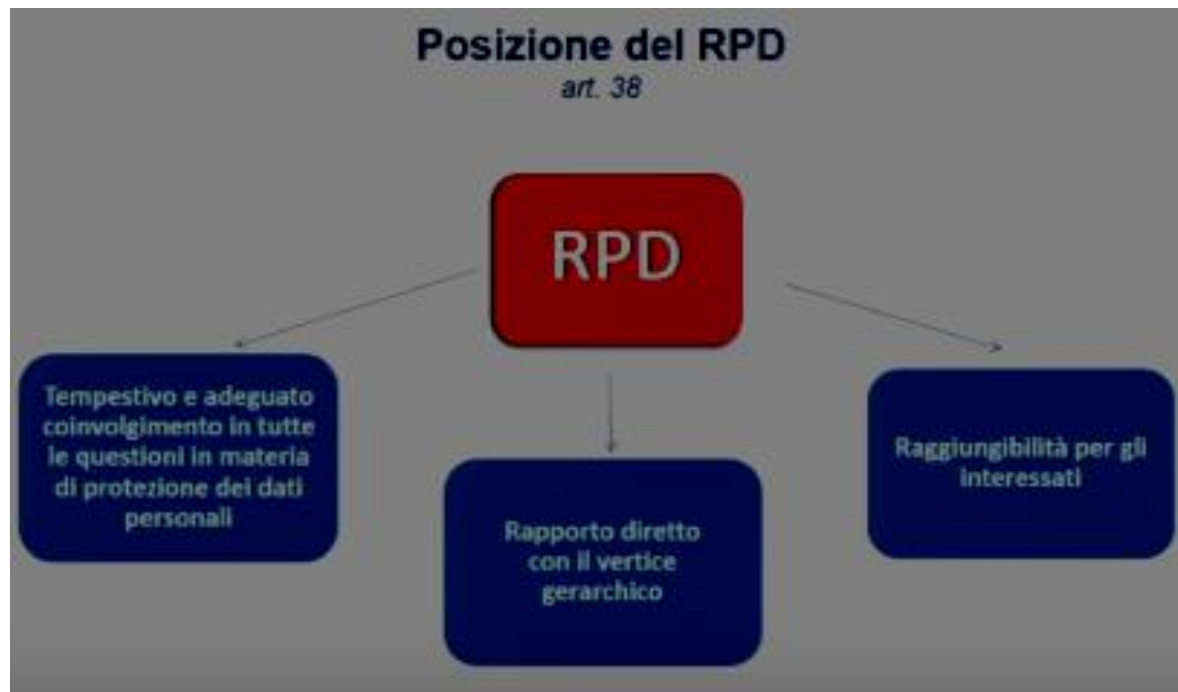 Posizione del RPD
art. 38
RPD
Tempestivo e adeguato
coinvolgimento in tutte
le questioni in materia
di protezione dei dati
personali
Rapporto diretto
con il vertice
gerarchico
Raggiungibilità per gli
interessati